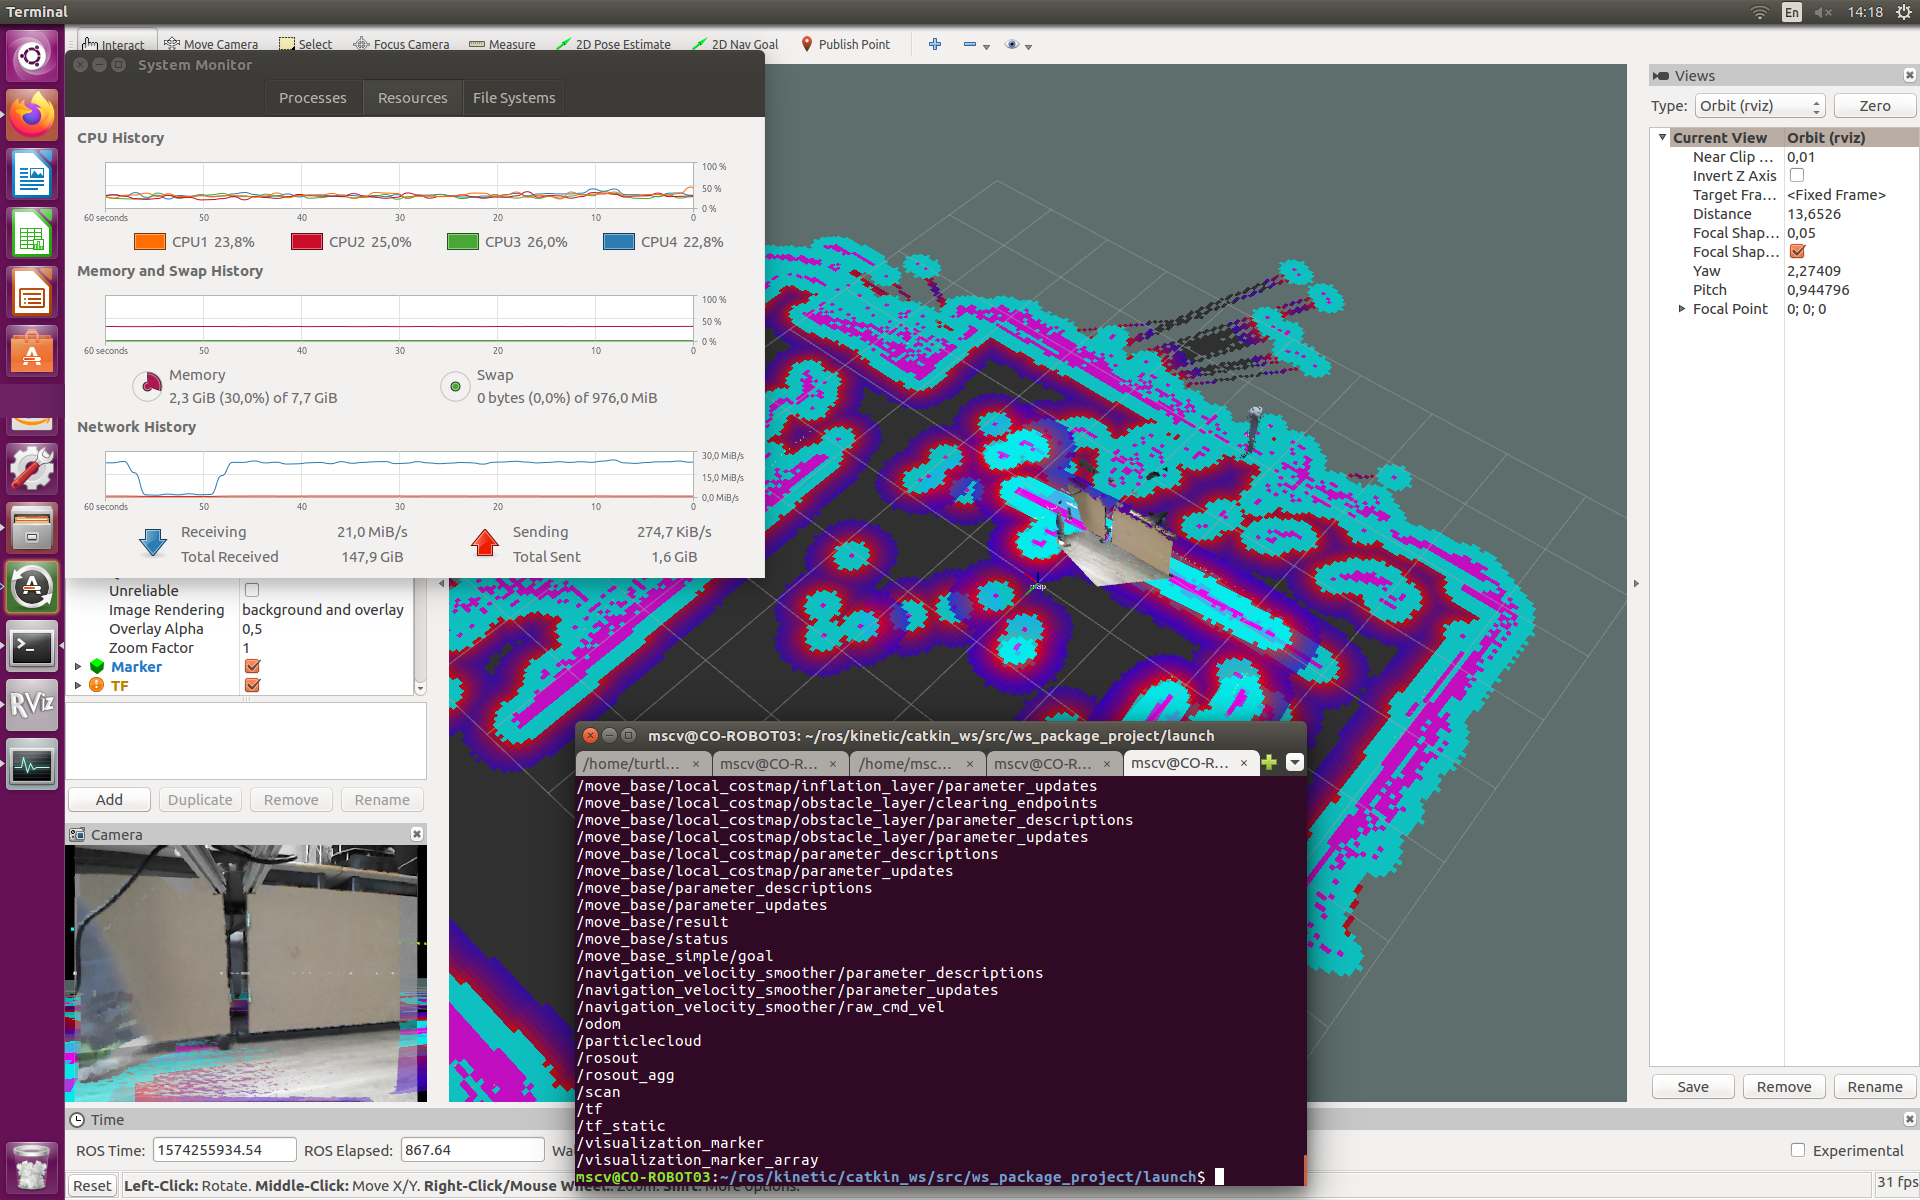 Terminal
En
14:18
Interact
Move Camera
Select
Focus Camera
Measure
2D Pose Estimate
2D Nav Goal
Publish Point
System Monitor
Processes
Resources
File Systems
CPU History
100 %
50 %
0 %
60 seconds 50 40 30 20 10 0
CPU1 23,8%
CPU2 25,0%
CPU3 26,0%
CPU4 22,8%
Memory and Swap History
100 %
50 %
0 %
60 seconds 50 40 30 20 10 0
Memory
2,3 GiB (30,0%) of 7,7 GiB
Swap
0 bytes (0,0%) of 976,0 MiB
Network History
30,0 MiB/s
15,0 MiB/s
0,0 MiB/s
60 seconds 50 40 30 20 10 0
Receiving 21,0 MiB/s
Total Received 147,9 GiB
Sending 274,7 KiB/s
Total Sent 1,6 GiB
Unreliable
Image Rendering background and overlay
Overlay Alpha 0,5
Zoom Factor 1
Marker
TF
Add
Duplicate
Remove
Rename
Camera
map
Views
Type: Orbit (rviz) Zero
Current View Orbit (rviz)
Near Clip ... 0,01
Invert Z Axis
Target Fra... <Fixed Frame>
Distance 13,6526
Focal Shap... 0,05
Focal Shap...
Yaw 2,27409
Pitch 0,944796
Focal Point 0; 0; 0
Save
Remove
Rename
RViz
mscv@CO-ROBOT03: ~/ros/kinetic/catkin_ws/src/ws_package_project/launch
/home/turtl... ×
mscv@CO-R... ×
/home/msc... ×
mscv@CO-R... ×
mscv@CO-R... ×
/move_base/local_costmap/inflation_layer/parameter_updates
/move_base/local_costmap/obstacle_layer/clearing_endpoints
/move_base/local_costmap/obstacle_layer/parameter_descriptions
/move_base/local_costmap/obstacle_layer/parameter_updates
/move_base/local_costmap/parameter_descriptions
/move_base/local_costmap/parameter_updates
/move_base/parameter_descriptions
/move_base/parameter_updates
/move_base/result
/move_base/status
/move_base_simple/goal
/navigation_velocity_smoother/parameter_descriptions
/navigation_velocity_smoother/parameter_updates
/navigation_velocity_smoother/raw_cmd_vel
/odom
/particlecloud
/rosout
/rosout_agg
/scan
/tf
/tf_static
/visualization_marker
/visualization_marker_array
mscv@CO-ROBOT03:~/ros/kinetic/catkin_ws/src/ws_package_project/launch$
Time
ROS Time: 1574255934.54 ROS Elapsed: 867.64 Wa
Experimental
Reset
Left-Click: Rotate. Middle-Click: Move X/Y. Right-Click/Mouse
31 fps